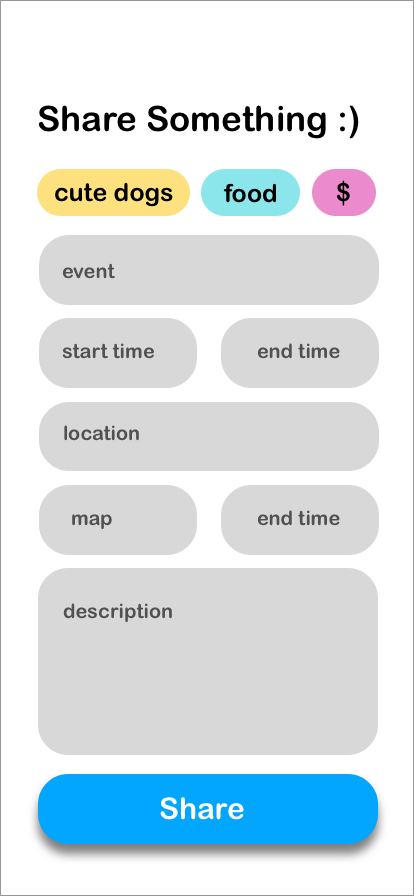 Share Something :)
cute dogs food $
event
start time end time
location
map end time
description
Share